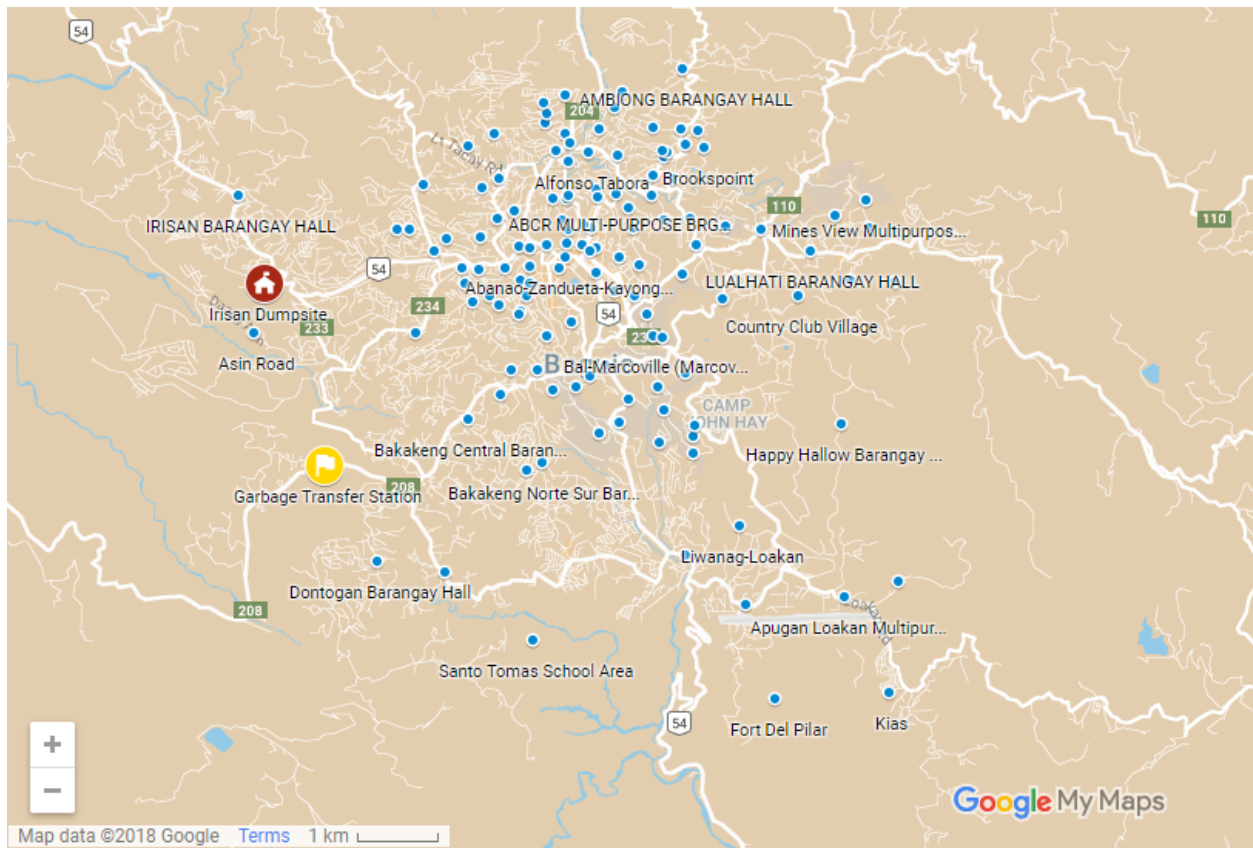 54
AMBIONG BARANGAY HALL
204
Lt Tacay Rd
Alfonso Tabora
Brookspoint
110
110
IRISAN BARANGAY HALL
ABCR MULTI-PURPOSE BRG...
Mines View Multipurpos...
54
LUALHATI BARANGAY HALL
Abanao-Zandueta-Kayong...
Irisan Dumpsite
234
54
233
Country Club Village
Asin Road
Bal-Marcoville (Marcov...
CAMP
JOHN HAY
Bakakeng Central Baran...
Happy Hallow Barangay ...
Garbage Transfer Station
208
Bakakeng Norte Sur Bar...
Liwanag-Loakan
Dontogan Barangay Hall
208
Apugan Loakan Multipur...
Santo Tomas School Area
54
Fort Del Pilar
Kias
+
−
Google My Maps
Map data ©2018 Google Terms 1 km